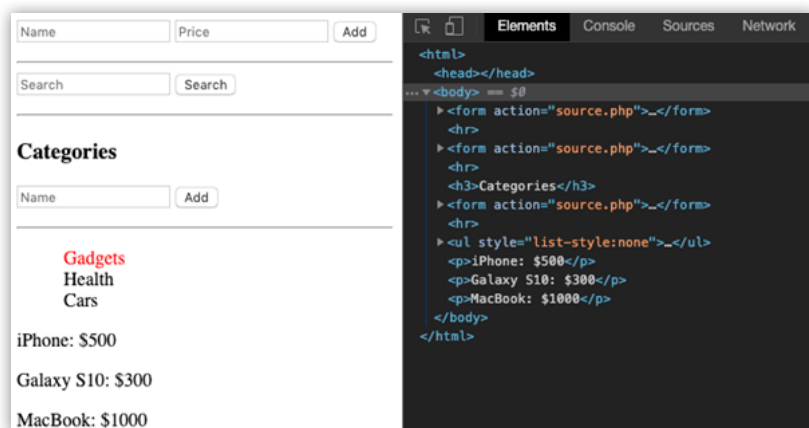 Name Price Add
Search Search
Categories
Name Add
Gadgets
Health
Cars
iPhone: $500
Galaxy S10: $300
MacBook: $1000
Elements Console Sources Network
<html>
<head></head>
... ▼<body> == $0
▶<form action="source.php">…</form>
<hr>
▶<form action="source.php">…</form>
<hr>
<h3>Categories</h3>
▶<form action="source.php">…</form>
<hr>
▶<ul style="list-style:none">…</ul>
<p>iPhone: $500</p>
<p>Galaxy S10: $300</p>
<p>MacBook: $1000</p>
</body>
</html>